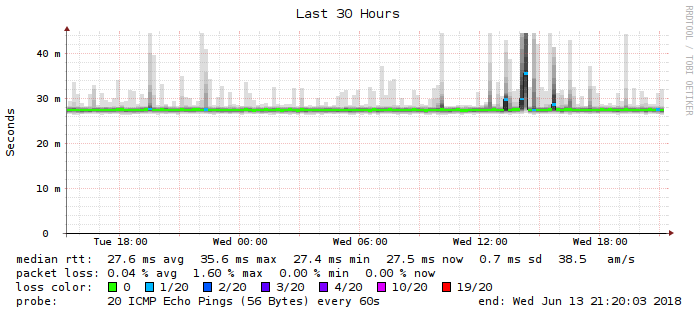 Last 30 Hours
RRDTOOL / TOBI OETIKER
Seconds
40 m
30 m
20 m
10 m
0
Tue 18:00 Wed 00:00 Wed 06:00 Wed 12:00 Wed 18:00
median rtt: 27.6 ms avg 35.6 ms max 27.4 ms min 27.5 ms now 0.7 ms sd 38.5 am/s
packet loss: 0.04 % avg 1.60 % max 0.00 % min 0.00 % now
loss color: 0 1/20 2/20 3/20 4/20 10/20 19/20
probe: 20 ICMP Echo Pings (56 Bytes) every 60s end: Wed Jun 13 21:20:03 2018